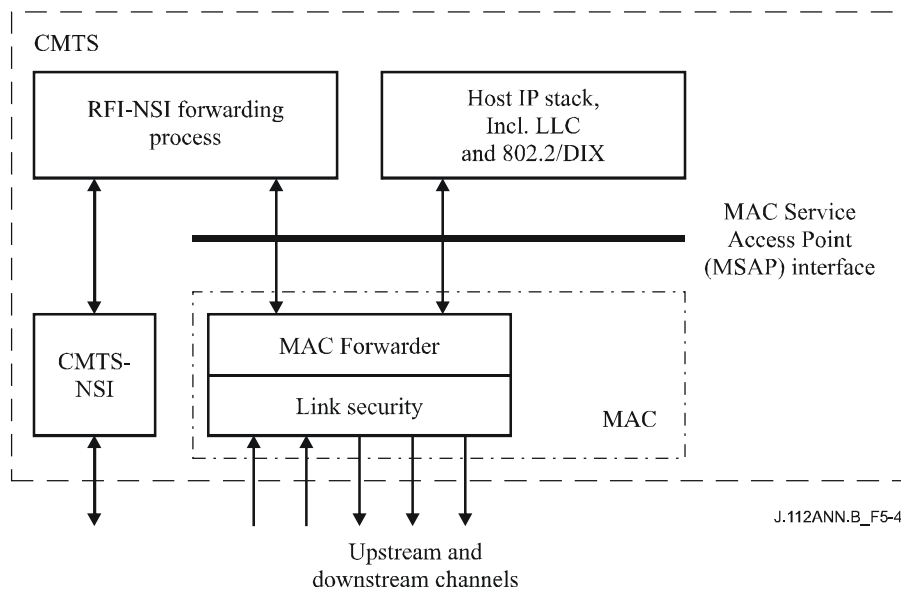 CMTS
RFI-NSI forwarding
process
Host IP stack,
Incl. LLC
and 802.2/DIX
MAC Service
Access Point
(MSAP) interface
CMTS-
NSI
MAC Forwarder
Link security
MAC
J.112ANN.B_F5-4
Upstream and
downstream channels